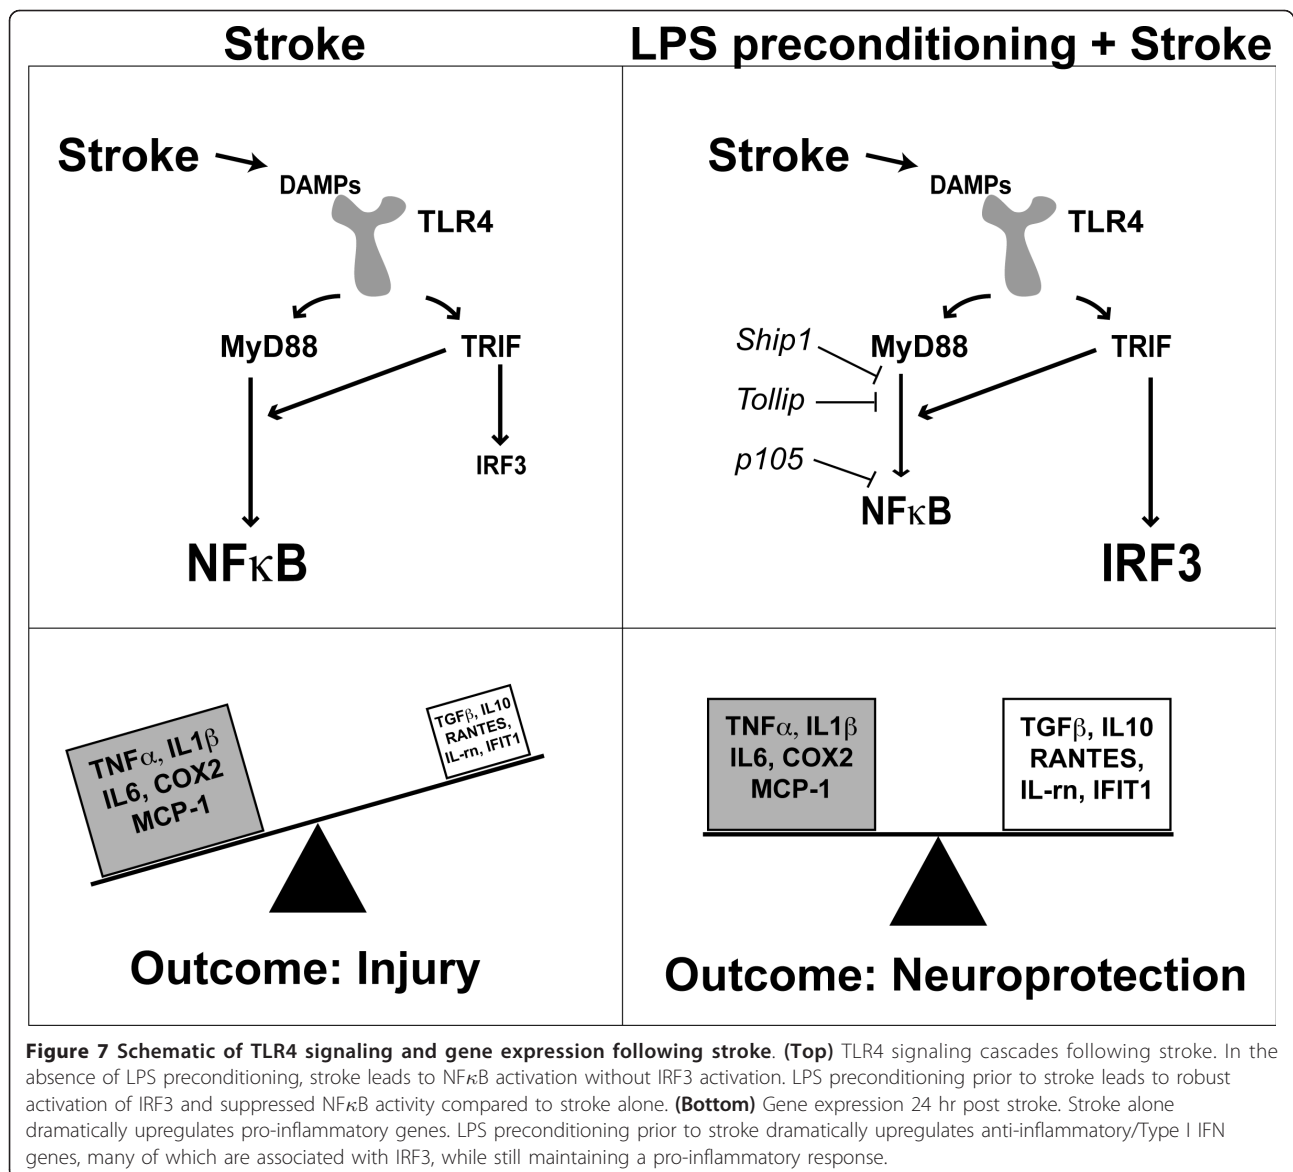 Stroke
LPS preconditioning + Stroke
Stroke
DAMPs
TLR4
MyD88
TRIF
IRF3
NFκB
Stroke
DAMPs
TLR4
Ship1
MyD88
TRIF
Tollip
p105
NFκB
IRF3
TNFα, IL1β
IL6, COX2
MCP-1
TGFβ, IL10
RANTES,
IL-rn, IFIT1
Outcome: Injury
TNFα, IL1β
IL6, COX2
MCP-1
TGFβ, IL10
RANTES,
IL-rn, IFIT1
Outcome: Neuroprotection
Figure 7 Schematic of TLR4 signaling and gene expression following stroke. (Top) TLR4 signaling cascades following stroke. In the
absence of LPS preconditioning, stroke leads to NFκB activation without IRF3 activation. LPS preconditioning prior to stroke leads to robust
activation of IRF3 and suppressed NFκB activity compared to stroke alone. (Bottom) Gene expression 24 hr post stroke. Stroke alone
dramatically upregulates pro-inflammatory genes. LPS preconditioning prior to stroke dramatically upregulates anti-inflammatory/Type I IFN
genes, many of which are associated with IRF3, while still maintaining a pro-inflammatory response.